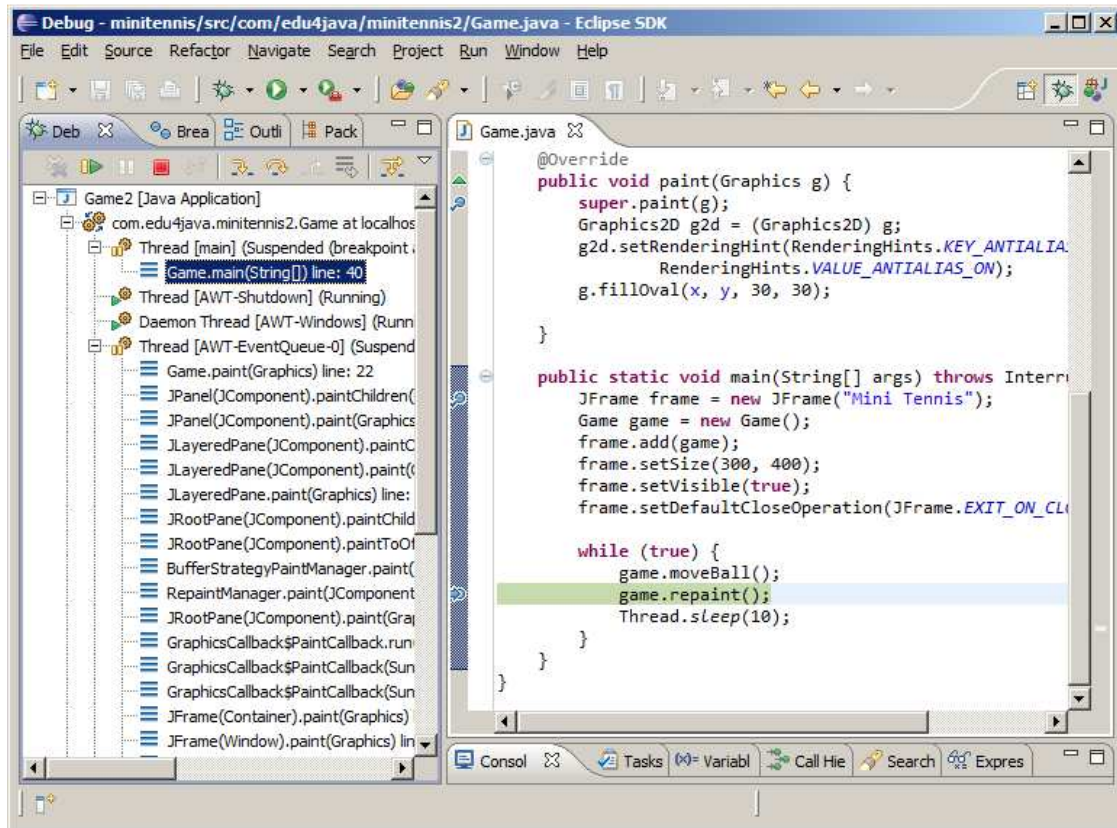 Debug - minitennis/src/com/edu4java/minitennis2/Game.java - Eclipse SDK
File Edit Source Refactor Navigate Search Project Run Window Help
Deb Brea Outli Pack
Game2 [Java Application]
com.edu4java.minitennis2.Game at localhos
Thread [main] (Suspended (breakpoint
Game.main(String[]) line: 40
Thread [AWT-Shutdown] (Running)
Daemon Thread [AWT-Windows] (Runn
Thread [AWT-EventQueue-0] (Suspend
Game.paint(Graphics) line: 22
JPanel(JComponent).paintChildren(
JPanel(JComponent).paint(Graphics
JLayeredPane(JComponent).paintC
JLayeredPane(JComponent).paint(
JLayeredPane.paint(Graphics) line:
JRootPane(JComponent).paintChild
JRootPane(JComponent).paintToOf
BufferStrategyPaintManager.paint(
RepaintManager.paint(JComponent
JRootPane(JComponent).paint(Gra
GraphicsCallback$PaintCallback.run
GraphicsCallback$PaintCallback(Sun
GraphicsCallback$PaintCallback(Sun
JFrame(Container).paint(Graphics)
JFrame(Window).paint(Graphics) lin
Game.java
@Override
public void paint(Graphics g) {
super.paint(g);
Graphics2D g2d = (Graphics2D) g;
g2d.setRenderingHint(RenderingHints.KEY_ANTIALIA
RenderingHints.VALUE_ANTIALIAS_ON);
g.fillOval(x, y, 30, 30);
}
public static void main(String[] args) throws Interru
JFrame frame = new JFrame("Mini Tennis");
Game game = new Game();
frame.add(game);
frame.setSize(300, 400);
frame.setVisible(true);
frame.setDefaultCloseOperation(JFrame.EXIT_ON_CL
while (true) {
game.moveBall();
game.repaint();
Thread.sleep(10);
}
}
}
Consol Tasks (x)= Variabl Call Hie Search Expres